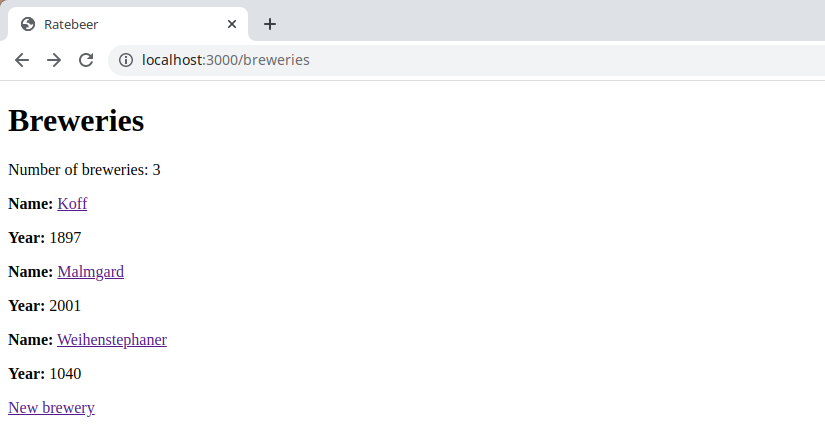 Ratebeer
localhost:3000/breweries
Breweries
Number of breweries: 3
Name: Koff
Year: 1897
Name: Malmgard
Year: 2001
Name: Weihenstephaner
Year: 1040
New brewery